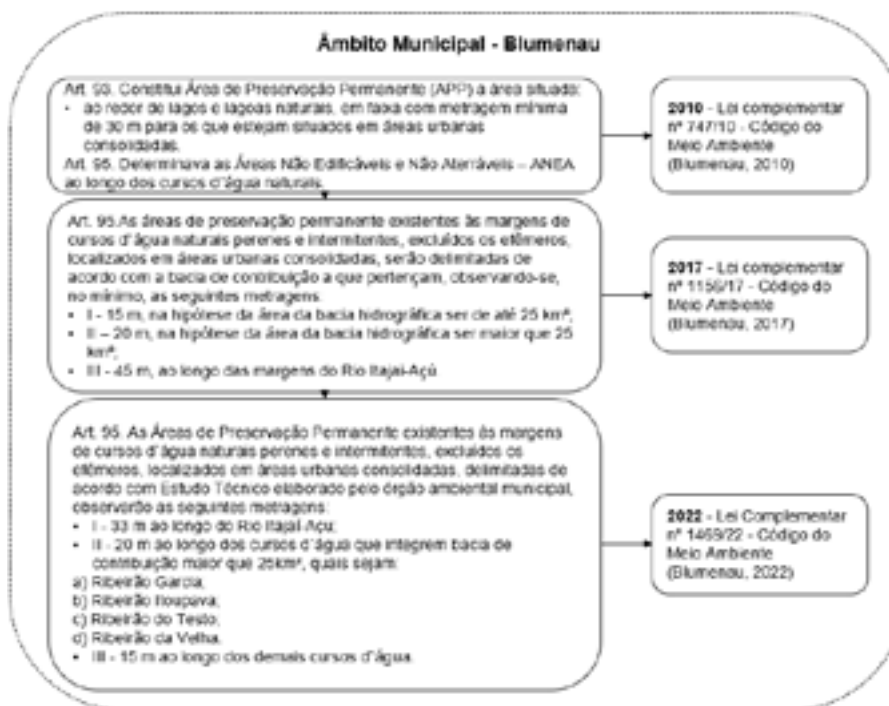 Âmbito Municipal - Blumenau
Art. 93. Constitui Área de Preservação Permanente (APP) a área situada:
• ao redor de lagos e lagoas naturais, em faixa com metragem mínima
de 30 m para os que estejam situados em áreas urbanas
consolidadas.
Art. 95. Determinava as Áreas Não Edificáveis e Não Aterráveis – ANEA
ao longo dos cursos d'água naturais.
2010 - Lei complementar
nº 747/10 - Código do
Meio Ambiente
(Blumenau, 2010)
Art. 95.As áreas de preservação permanente existentes às margens de
cursos d'água naturais perenes e intermitentes, excluídos os efêmeros,
localizados em áreas urbanas consolidadas, serão delimitadas de
acordo com a bacia de contribuição a que pertençam, observando-se,
no mínimo, as seguintes metragens:
• I - 15 m, na hipótese da área da bacia hidrográfica ser de até 25 km²;
• II – 20 m, na hipótese da área da bacia hidrográfica ser maior que 25
km²;
• III - 45 m, ao longo das margens do Rio Itajaí-Açú
2017 - Lei complementar
nº 1156/17 - Código do
Meio Ambiente
(Blumenau, 2017)
Art. 95. As Áreas de Preservação Permanente existentes às margens
de cursos d'água naturais perenes e intermitentes, excluídos os
efêmeros, localizados em áreas urbanas consolidadas, delimitadas de
acordo com Estudo Técnico elaborado pelo órgão ambiental municipal,
observarão as seguintes metragens:
• I - 33 m ao longo do Rio Itajaí-Açu;
• II - 20 m ao longo dos cursos d'água que integrem bacia de
contribuição maior que 25km², quais sejam:
a) Ribeirão Garcia;
b) Ribeirão Itoupava;
c) Ribeirão do Testo;
d) Ribeirão da Velha.
• III - 15 m ao longo dos demais cursos d'água.
2022 - Lei Complementar
nº 1469/22 - Código do
Meio Ambiente
(Blumenau, 2022)